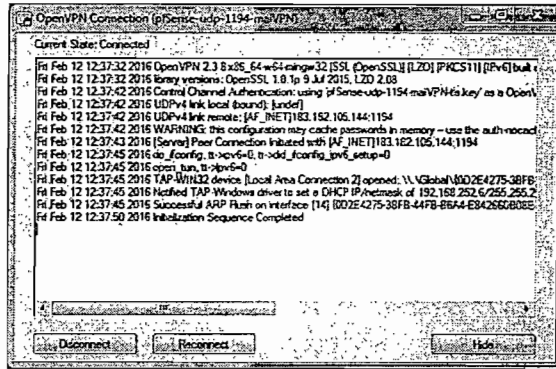 OpenVPN Connection (pfSense-udp-1194-maiVPN)
Current State: Connected
Fri Feb 12 12:37:32 2016 OpenVPN 2.3.8 x86_64-w64-mingw32 [SSL (OpenSSL)] [LZO] [PKCS11] [IPv6] built
Fri Feb 12 12:37:32 2016 library versions: OpenSSL 1.0.1p 9 Jul 2015, LZO 2.08
Fri Feb 12 12:37:42 2016 Control Channel Authentication: using 'pfSense-udp-1194-maiVPN-tls.key' as a OpenV
Fri Feb 12 12:37:42 2016 UDPv4 link local (bound): [undef]
Fri Feb 12 12:37:42 2016 UDPv4 link remote: [AF_INET]183.182.105.144:1194
Fri Feb 12 12:37:42 2016 WARNING: this configuration may cache passwords in memory -- use the auth-nocach
Fri Feb 12 12:37:43 2016 [Server] Peer Connection Initiated with [AF_INET]183.182.105.144:1194
Fri Feb 12 12:37:45 2016 do_ifconfig, tt->ipv6=0, tt->did_ifconfig_ipv6_setup=0
Fri Feb 12 12:37:45 2016 open_tun, tt->ipv6=0
Fri Feb 12 12:37:45 2016 TAP-WIN32 device [Local Area Connection 2] opened: \\.\Global\{0D2E4275-38FB
Fri Feb 12 12:37:45 2016 Notified TAP-Windows driver to set a DHCP IP/netmask of 192.168.252.6/255.255.2
Fri Feb 12 12:37:45 2016 Successful ARP Flush on interface [14] {0D2E4275-38FB-44FB-B6A4-E842660B08E
Fri Feb 12 12:37:50 2016 Initialization Sequence Completed
Disconnect
Reconnect
Hide